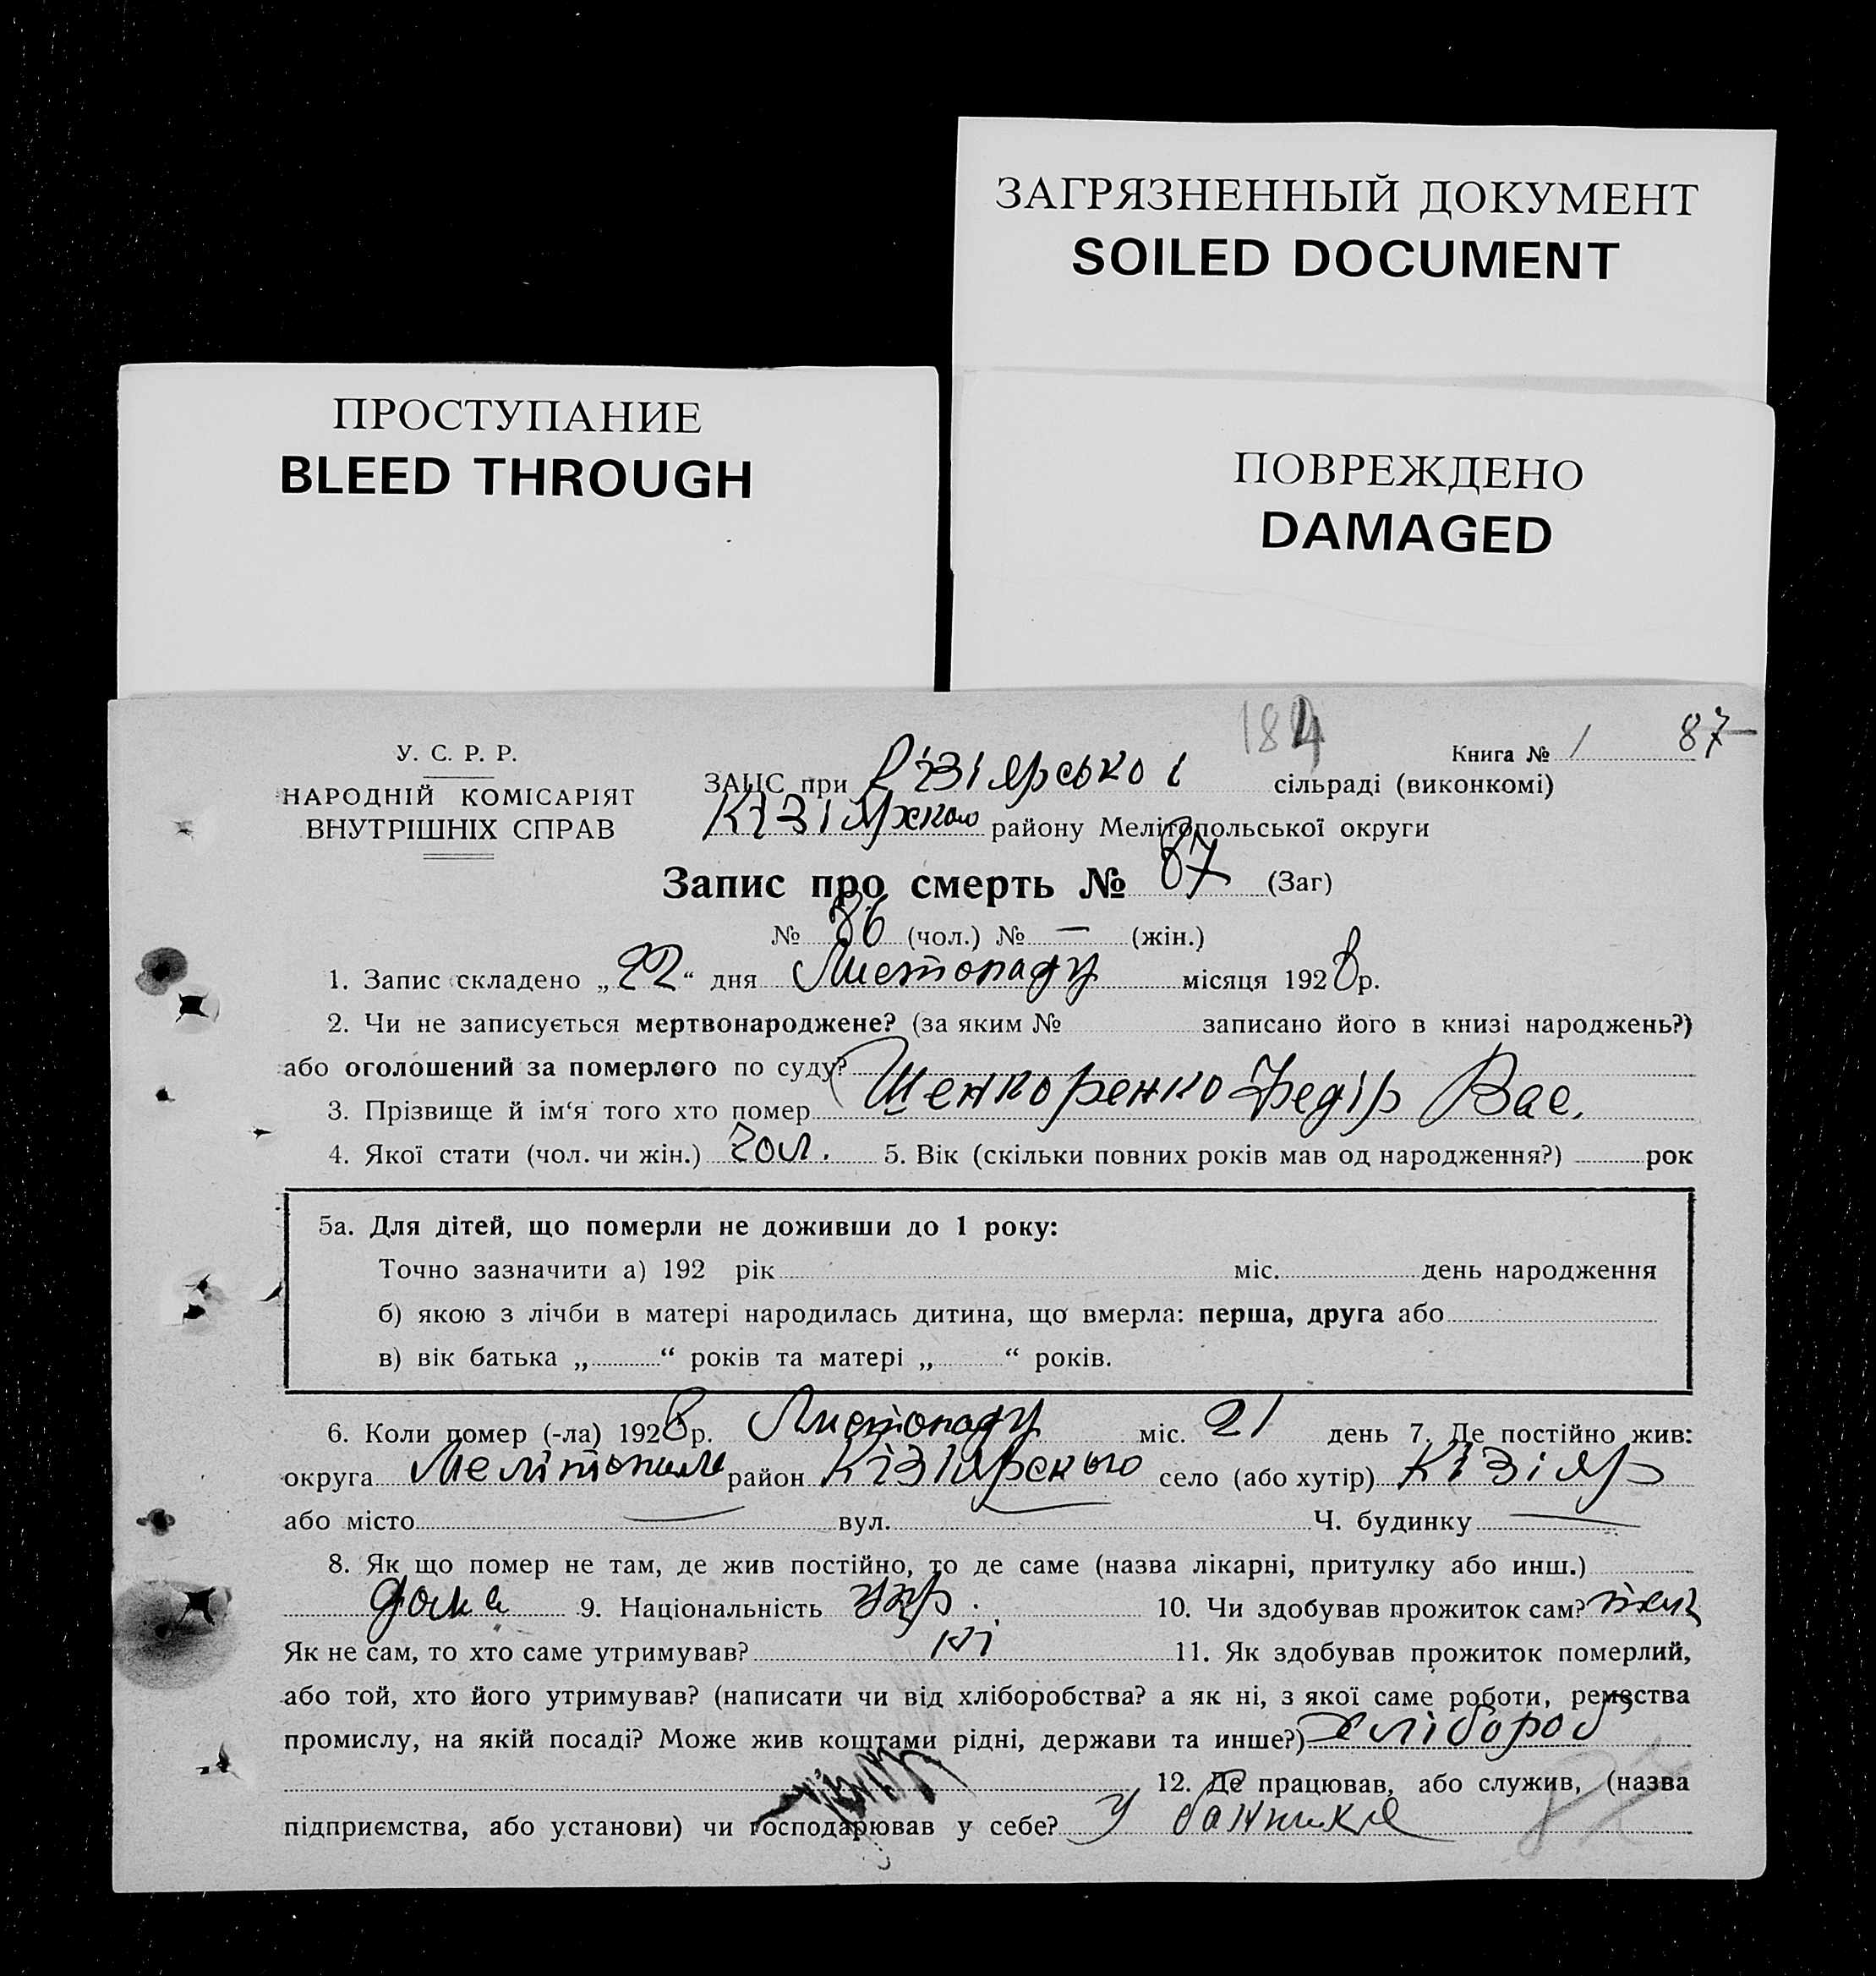 ЗАГРЯЗНЕННЫЙ ДОКУМЕНТ
SOILED DOCUMENT
ПРОСТУПАНИЕ
BLEED THROUGH
ПОВРЕЖДЕНО
DAMAGED
184
87
У. С. Р. Р.
НАРОДНІЙ КОМІСАРІЯТ
ВНУТРІШНІХ СПРАВ
Книга № 1
ЗАЦС при Кізіярської сільраді (виконкомі)
Кізіярского району Мелітопольської округи
Запис про смерть № 87 (Заг)
№ 36 (чол.) № — (жін.)
1. Запис складено „22“ дня Листопаду місяця 1928 р.
2. Чи не записується мертвонароджене? (за яким № записано його в книзі народжень?)
або оголошений за померлого по суду?
3. Прізвище й ім‘я того хто помер Шенкоренко Федір Вас.
4. Якої стати (чол. чи жін.) чол. 5. Вік (скільки повних років мав од народження?) рок
5а. Для дітей, що померли не доживши до 1 року:
Точно зазначити а) 192 рік міс. день народження
б) якою з лічби в матері народилась дитина, що вмерла: перша, друга або
в) вік батька „ “ років та матері „ “ років.
6. Коли помер (-ла) 1928 р. Листопаду міс. 21 день 7. Де постійно жив:
округа район Кізіярського село (або хутір) Кізіяр
або місто — вул. Ч. будинку —
8. Як що помер не там, де жив постійно, то де саме (назва лікарні, притулку або инш.)
дома 9. Національність укр. 10. Чи здобував прожиток сам?
Як не сам, то хто саме утримував? ні 11. Як здобував прожиток померлий,
або той, хто його утримував? (написати чи від хліборобства? а як ні, з якої саме роботи, ремества
промислу, на якій посаді? Може жив коштами рідні, держави та инше?) хлібороб
12. Де працював, або служив, (назва
підприємства, або установи) чи господарював у себе? у
87